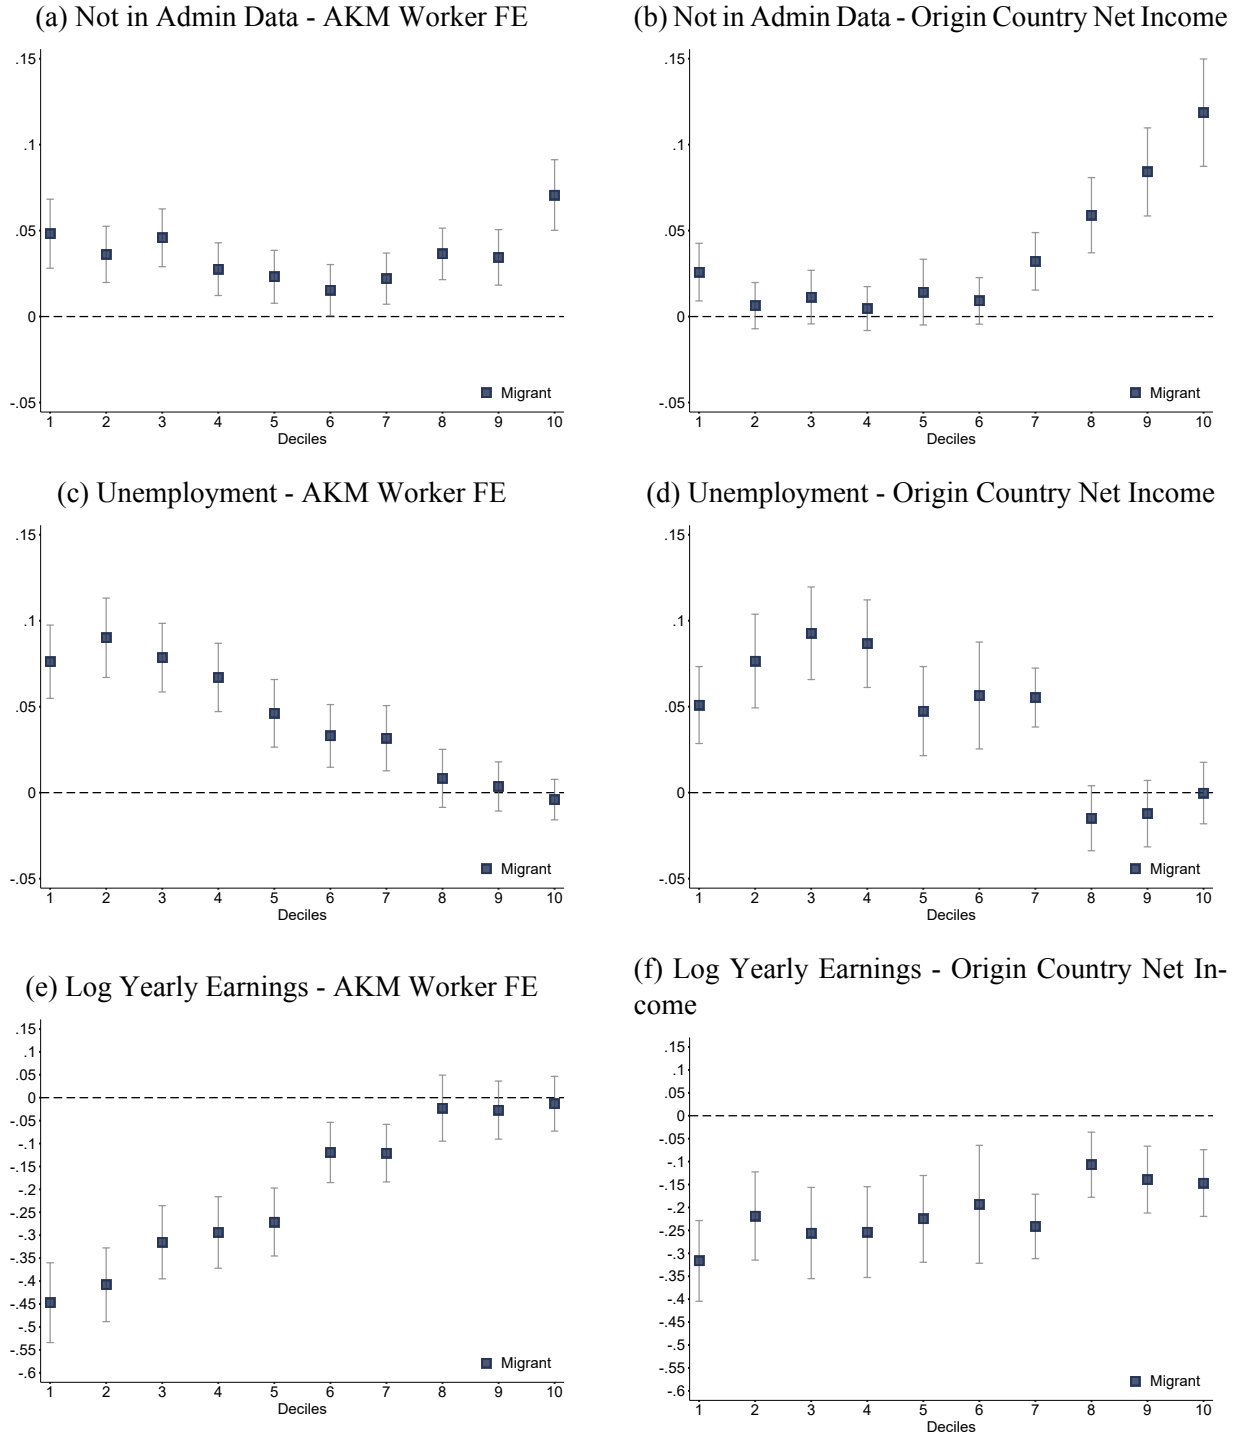 (a) Not in Admin Data - AKM Worker FE
.15
.1
.05
0
-.05
1 2 3 4 5 6 7 8 9 10
Deciles
Migrant
(b) Not in Admin Data - Origin Country Net Income
.15
.1
.05
0
-.05
1 2 3 4 5 6 7 8 9 10
Deciles
Migrant
(c) Unemployment - AKM Worker FE
.15
.1
.05
0
-.05
1 2 3 4 5 6 7 8 9 10
Deciles
Migrant
(d) Unemployment - Origin Country Net Income
.15
.1
.05
0
-.05
1 2 3 4 5 6 7 8 9 10
Deciles
Migrant
(e) Log Yearly Earnings - AKM Worker FE
.15
.1
.05
0
-.05
-.1
-.15
-.2
-.25
-.3
-.35
-.4
-.45
-.5
-.55
-.6
1 2 3 4 5 6 7 8 9 10
Deciles
Migrant
(f) Log Yearly Earnings - Origin Country Net In-
come
.15
.1
.05
0
-.05
-.1
-.15
-.2
-.25
-.3
-.35
-.4
-.45
-.5
-.55
-.6
1 2 3 4 5 6 7 8 9 10
Deciles
Migrant